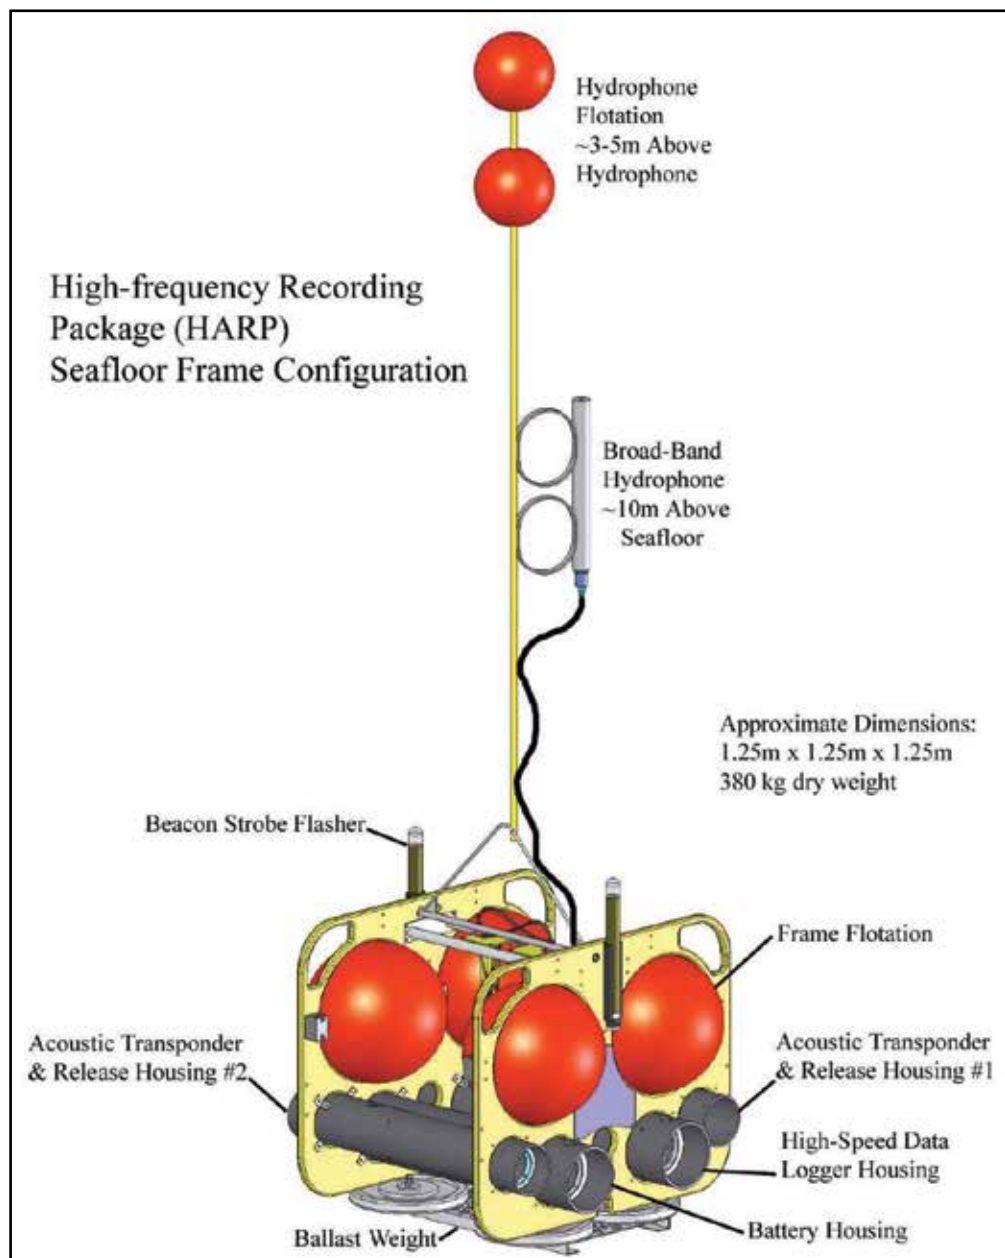 Hydrophone
Flotation
~3-5m Above
Hydrophone
High-frequency Recording
Package (HARP)
Seafloor Frame Configuration
Broad-Band
Hydrophone
~10m Above
Seafloor
Approximate Dimensions:
1.25m x 1.25m x 1.25m
380 kg dry weight
Beacon Strobe Flasher
Frame Flotation
Acoustic Transponder
& Release Housing #2
Acoustic Transponder
& Release Housing #1
High-Speed Data
Logger Housing
Ballast Weight
Battery Housing